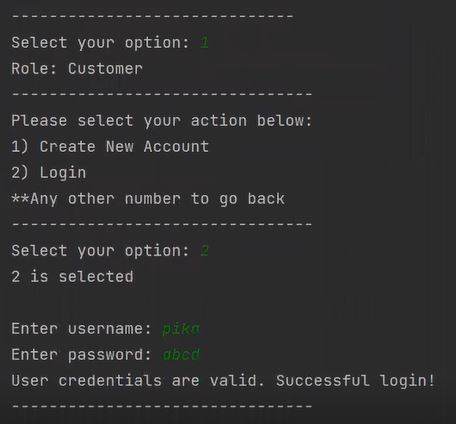 ------------------------------
Select your option: 1
Role: Customer
--------------------------------
Please select your action below:
1) Create New Account
2) Login
**Any other number to go back
--------------------------------
Select your option: 2
2 is selected
Enter username: pika
Enter password: abcd
User credentials are valid. Successful login!
--------------------------------